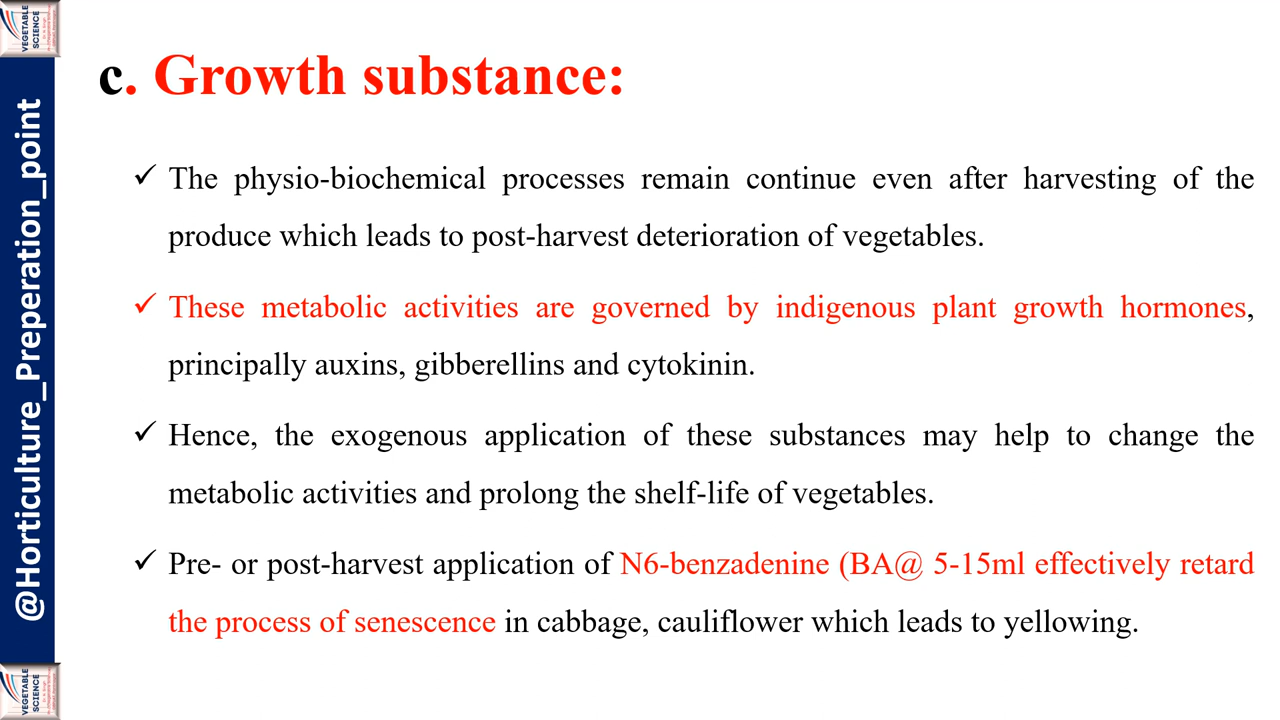 VEGETABLE
SCIENCE
c. Growth substance:
@Horticulture_Preperation_point
✓ The physio-biochemical processes remain continue even after harvesting of the
produce which leads to post-harvest deterioration of vegetables.
✓ These metabolic activities are governed by indigenous plant growth hormones,
principally auxins, gibberellins and cytokinin.
✓ Hence, the exogenous application of these substances may help to change the
metabolic activities and prolong the shelf-life of vegetables.
✓ Pre- or post-harvest application of N6-benzadenine (BA@ 5-15ml effectively retard
the process of senescence in cabbage, cauliflower which leads to yellowing.
VEGETABLE
SCIENCE